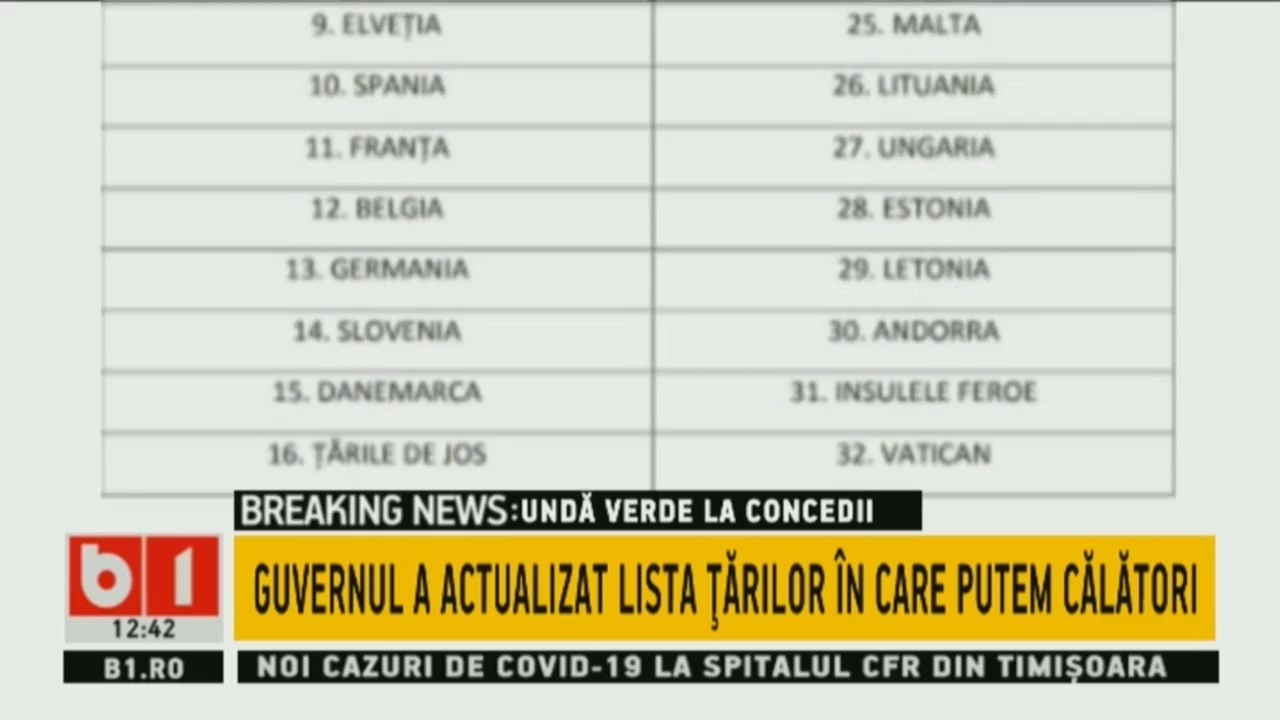 9. ELVEȚIA
25. MALTA
10. SPANIA
26. LITUANIA
11. FRANȚA
27. UNGARIA
12. BELGIA
28. ESTONIA
13. GERMANIA
29. LETONIA
14. SLOVENIA
30. ANDORRA
15. DANEMARCA
31. INSULELE FEROE
16. ȚĂRILE DE JOS
32. VATICAN
BREAKING NEWS:UNDĂ VERDE LA CONCEDII
b1
GUVERNUL A ACTUALIZAT LISTA ŢĂRILOR ÎN CARE PUTEM CĂLĂTORI
12:42
B1.RO
NOI CAZURI DE COVID-19 LA SPITALUL CFR DIN TIMIȘOARA